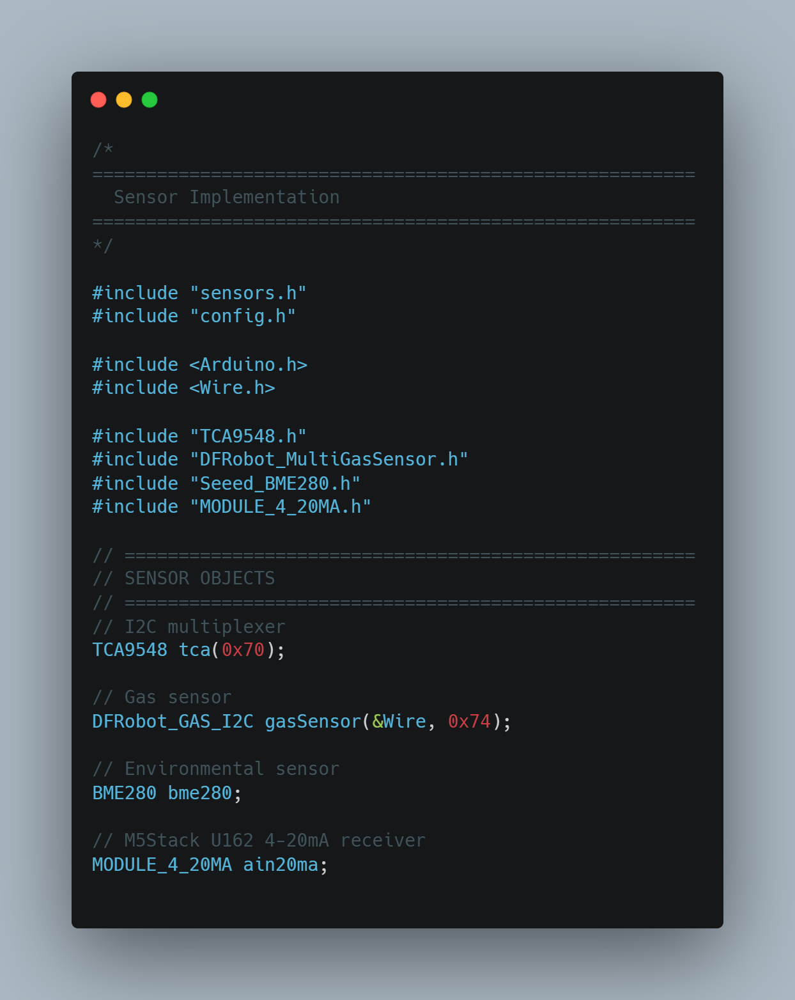 /*
========================================================
  Sensor Implementation
========================================================
*/
#include "sensors.h"
#include "config.h"
#include <Arduino.h>
#include <Wire.h>
#include "TCA9548.h"
#include "DFRobot_MultiGasSensor.h"
#include "Seeed_BME280.h"
#include "MODULE_4_20MA.h"
// =====================================================
// SENSOR OBJECTS
// =====================================================
// I2C multiplexer
TCA9548 tca(0x70);
// Gas sensor
DFRobot_GAS_I2C gasSensor(&Wire, 0x74);
// Environmental sensor
BME280 bme280;
// M5Stack U162 4-20mA receiver
MODULE_4_20MA ain20ma;